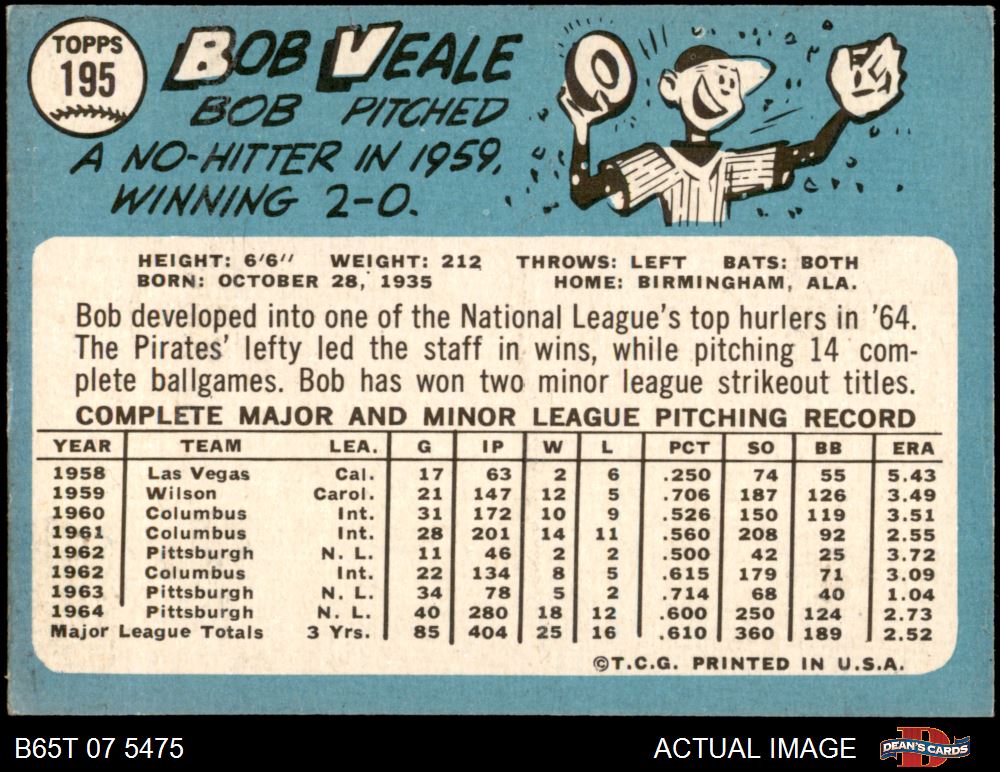 TOPPS
195
BOB VEALE
BOB PITCHED
A NO-HITTER IN 1959,
WINNING 2-0.
HEIGHT: 6'6" WEIGHT: 212 THROWS: LEFT BATS: BOTH
BORN: OCTOBER 28, 1935 HOME: BIRMINGHAM, ALA.
Bob developed into one of the National League's top hurlers in '64.
The Pirates' lefty led the staff in wins, while pitching 14 com-
plete ballgames. Bob has won two minor league strikeout titles.
COMPLETE MAJOR AND MINOR LEAGUE PITCHING RECORD
YEAR TEAM LEA. G IP W L PCT SO BB ERA
1958 Las Vegas Cal. 17 63 2 6 .250 74 55 5.43
1959 Wilson Carol. 21 147 12 5 .706 187 126 3.49
1960 Columbus Int. 31 172 10 9 .526 150 119 3.51
1961 Columbus Int. 28 201 14 11 .560 208 92 2.55
1962 Pittsburgh N. L. 11 46 2 2 .500 42 25 3.72
1962 Columbus Int. 22 134 8 5 .615 179 71 3.09
1963 Pittsburgh N. L. 34 78 5 2 .714 68 40 1.04
1964 Pittsburgh N. L. 40 280 18 12 .600 250 124 2.73
Major League Totals 3 Yrs. 85 404 25 16 .610 360 189 2.52
©T.C.G. PRINTED IN U.S.A.
B65T 07 5475 ACTUAL IMAGE DEAN'S CARDS